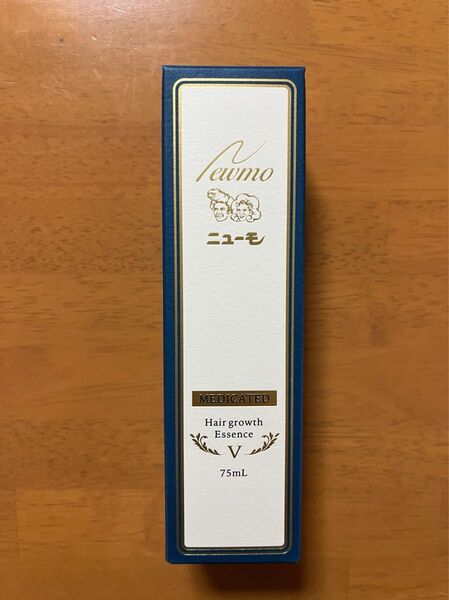 Newmo
ニューモ
MEDICATED
Hair growth
Essence
V
75mL